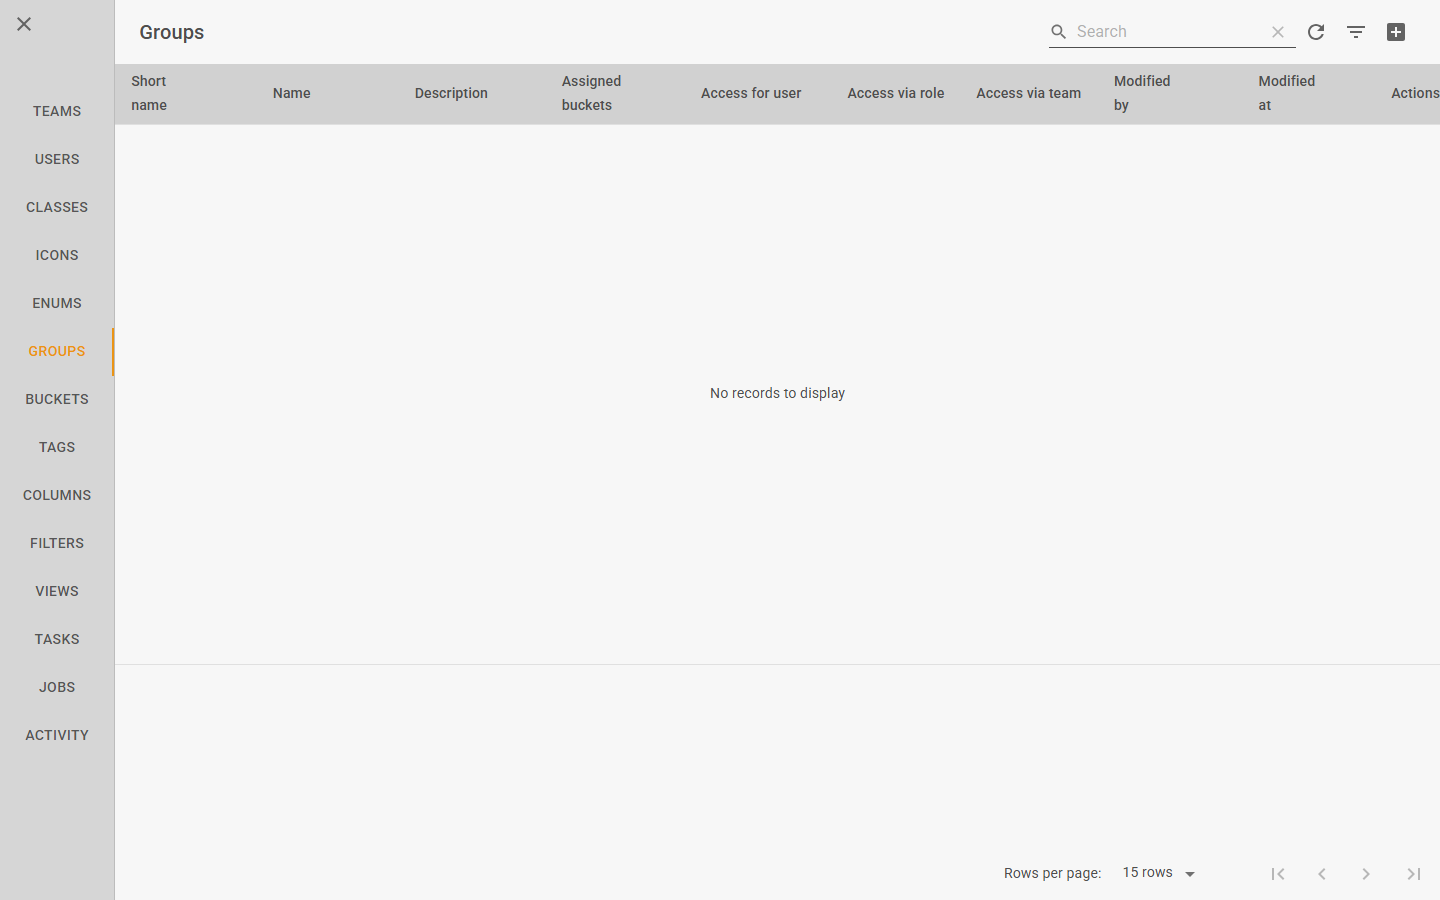 Groups
Search
TEAMS
USERS
CLASSES
ICONS
ENUMS
GROUPS
BUCKETS
TAGS
COLUMNS
FILTERS
VIEWS
TASKS
JOBS
ACTIVITY
Short name
Name
Description
Assigned buckets
Access for user
Access via role
Access via team
Modified by
Modified at
Actions
No records to display
Rows per page: 15 rows